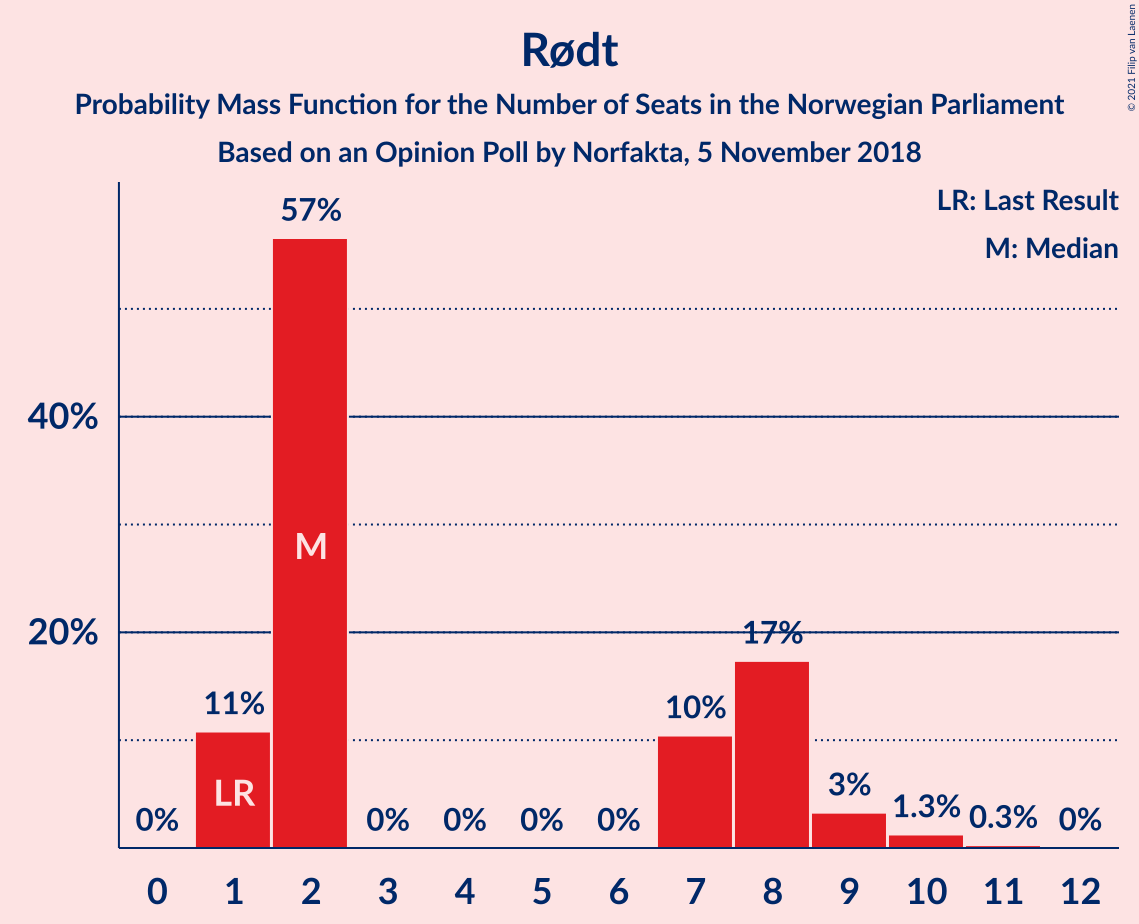 Rødt
Probability Mass Function for the Number of Seats in the Norwegian Parliament
Based on an Opinion Poll by Norfakta, 5 November 2018
© 2021 Filip van Laenen
LR: Last Result
M: Median
40%
20%
0%
11%
57%
0%
0%
0%
0%
10%
17%
3%
1.3%
0.3%
0%
LR
M
0 1 2 3 4 5 6 7 8 9 10 11 12